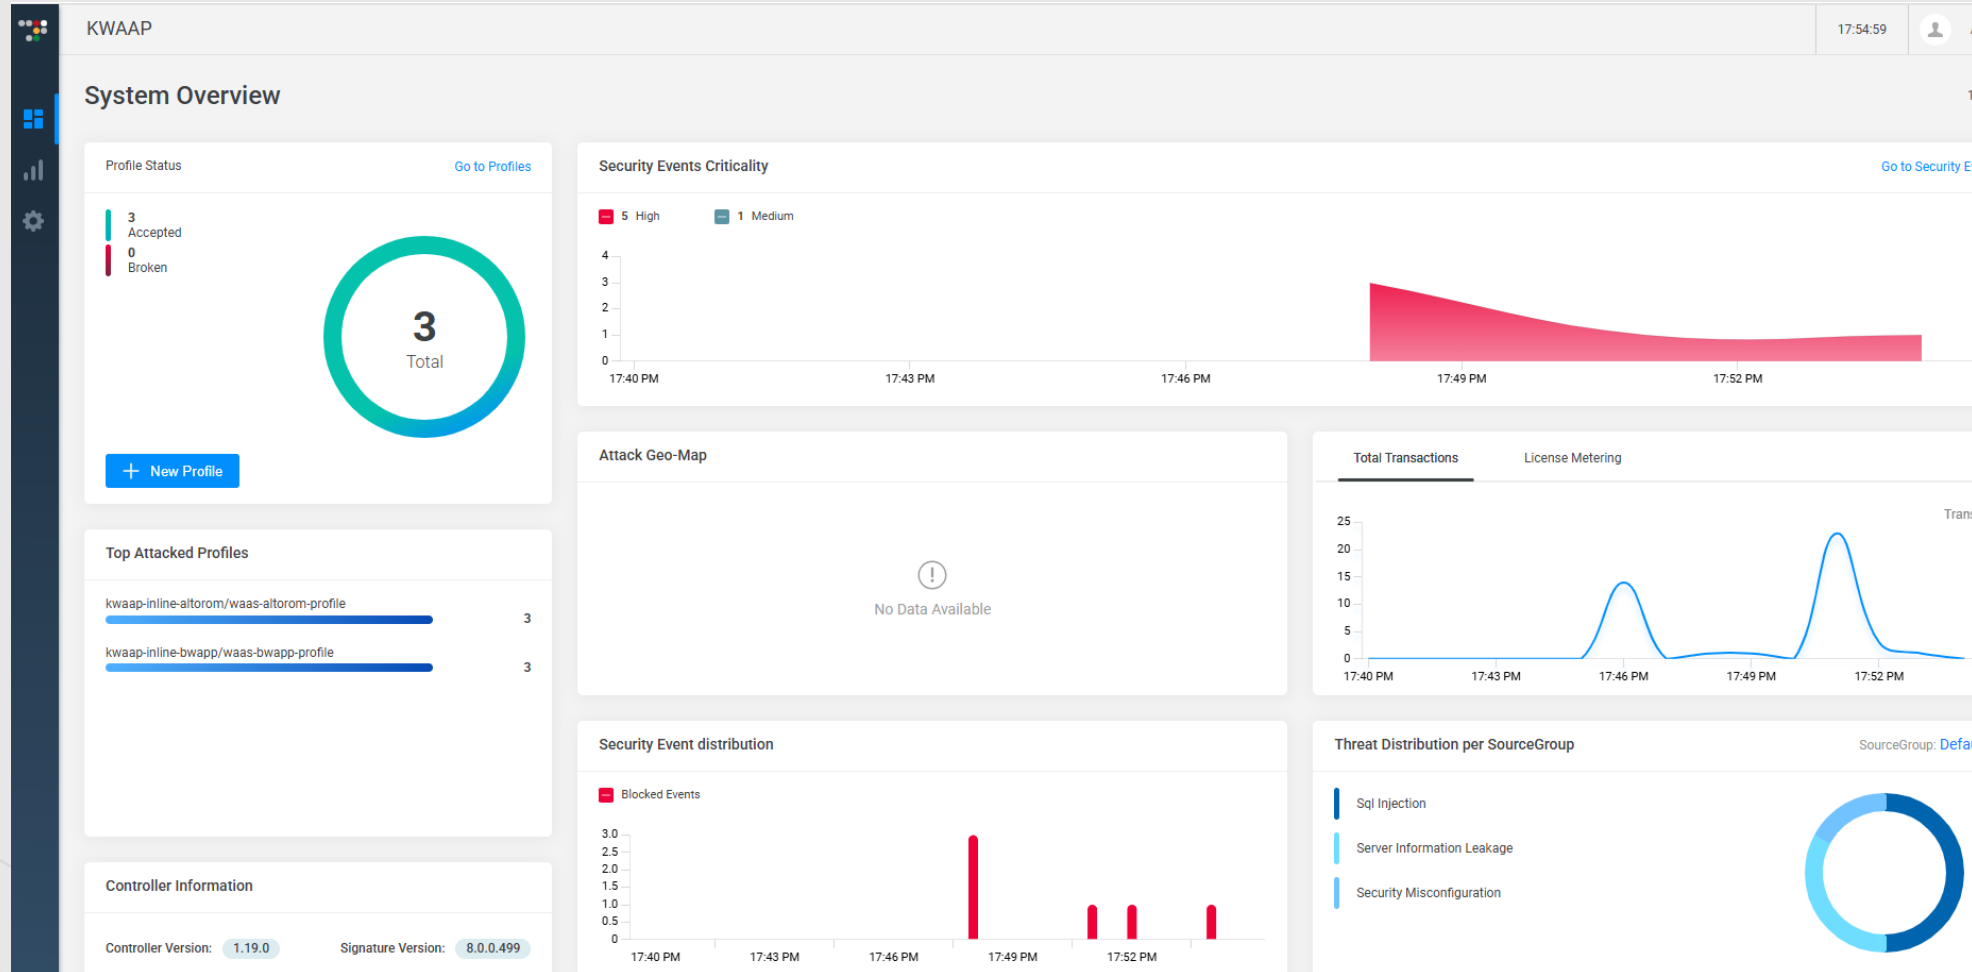 KWAAP
17:54:59
System Overview
Profile Status
Go to Profiles
3
Accepted
0
Broken
3
Total
New Profile
Security Events Criticality
Go to Security E
5 High
1 Medium
4
3
2
1
0
17:40 PM
17:43 PM
17:46 PM
17:49 PM
17:52 PM
Top Attacked Profiles
kwaap-inline-altorom/waas-altorom-profile
3
kwaap-inline-bwapp/waas-bwapp-profile
3
Attack Geo-Map
No Data Available
Total Transactions
License Metering
Trans
25
20
15
10
5
0
17:40 PM
17:43 PM
17:46 PM
17:49 PM
17:52 PM
Controller Information
Controller Version: 1.19.0
Signature Version: 8.0.0.499
Security Event distribution
Blocked Events
3.0
2.5
2.0
1.5
1.0
0.5
0
17:40 PM
17:43 PM
17:46 PM
17:49 PM
17:52 PM
Threat Distribution per SourceGroup
SourceGroup: Defau
Sql Injection
Server Information Leakage
Security Misconfiguration